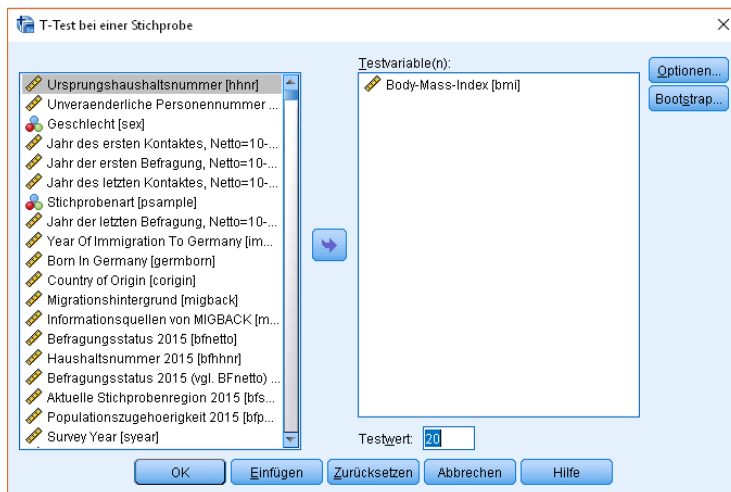 T-Test bei einer Stichprobe
Testvariable(n):
Ursprungshaushaltsnummer [hhnr]
Unveraenderliche Personennummer ...
Geschlecht [sex]
Jahr des ersten Kontaktes, Netto=10-...
Jahr der ersten Befragung, Netto=10-...
Jahr des letzten Kontaktes, Netto=10-...
Stichprobenart [psample]
Jahr der letzten Befragung, Netto=10-...
Year Of Immigration To Germany [im...
Born In Germany [germborn]
Country of Origin [corigin]
Migrationshintergrund [migback]
Informationsquellen von MIGBACK [m...
Befragungsstatus 2015 [bfnetto]
Haushaltsnummer 2015 [bfhhnr]
Befragungsstatus 2015 (vgl. BFnetto) ...
Aktuelle Stichprobenregion 2015 [bfs...
Populationszugehoerigkeit 2015 [bfp...
Survey Year [syear]
Body-Mass-Index [bmi]
Optionen...
Bootstrap...
Testwert: 20
OK
Einfügen
Zurücksetzen
Abbrechen
Hilfe